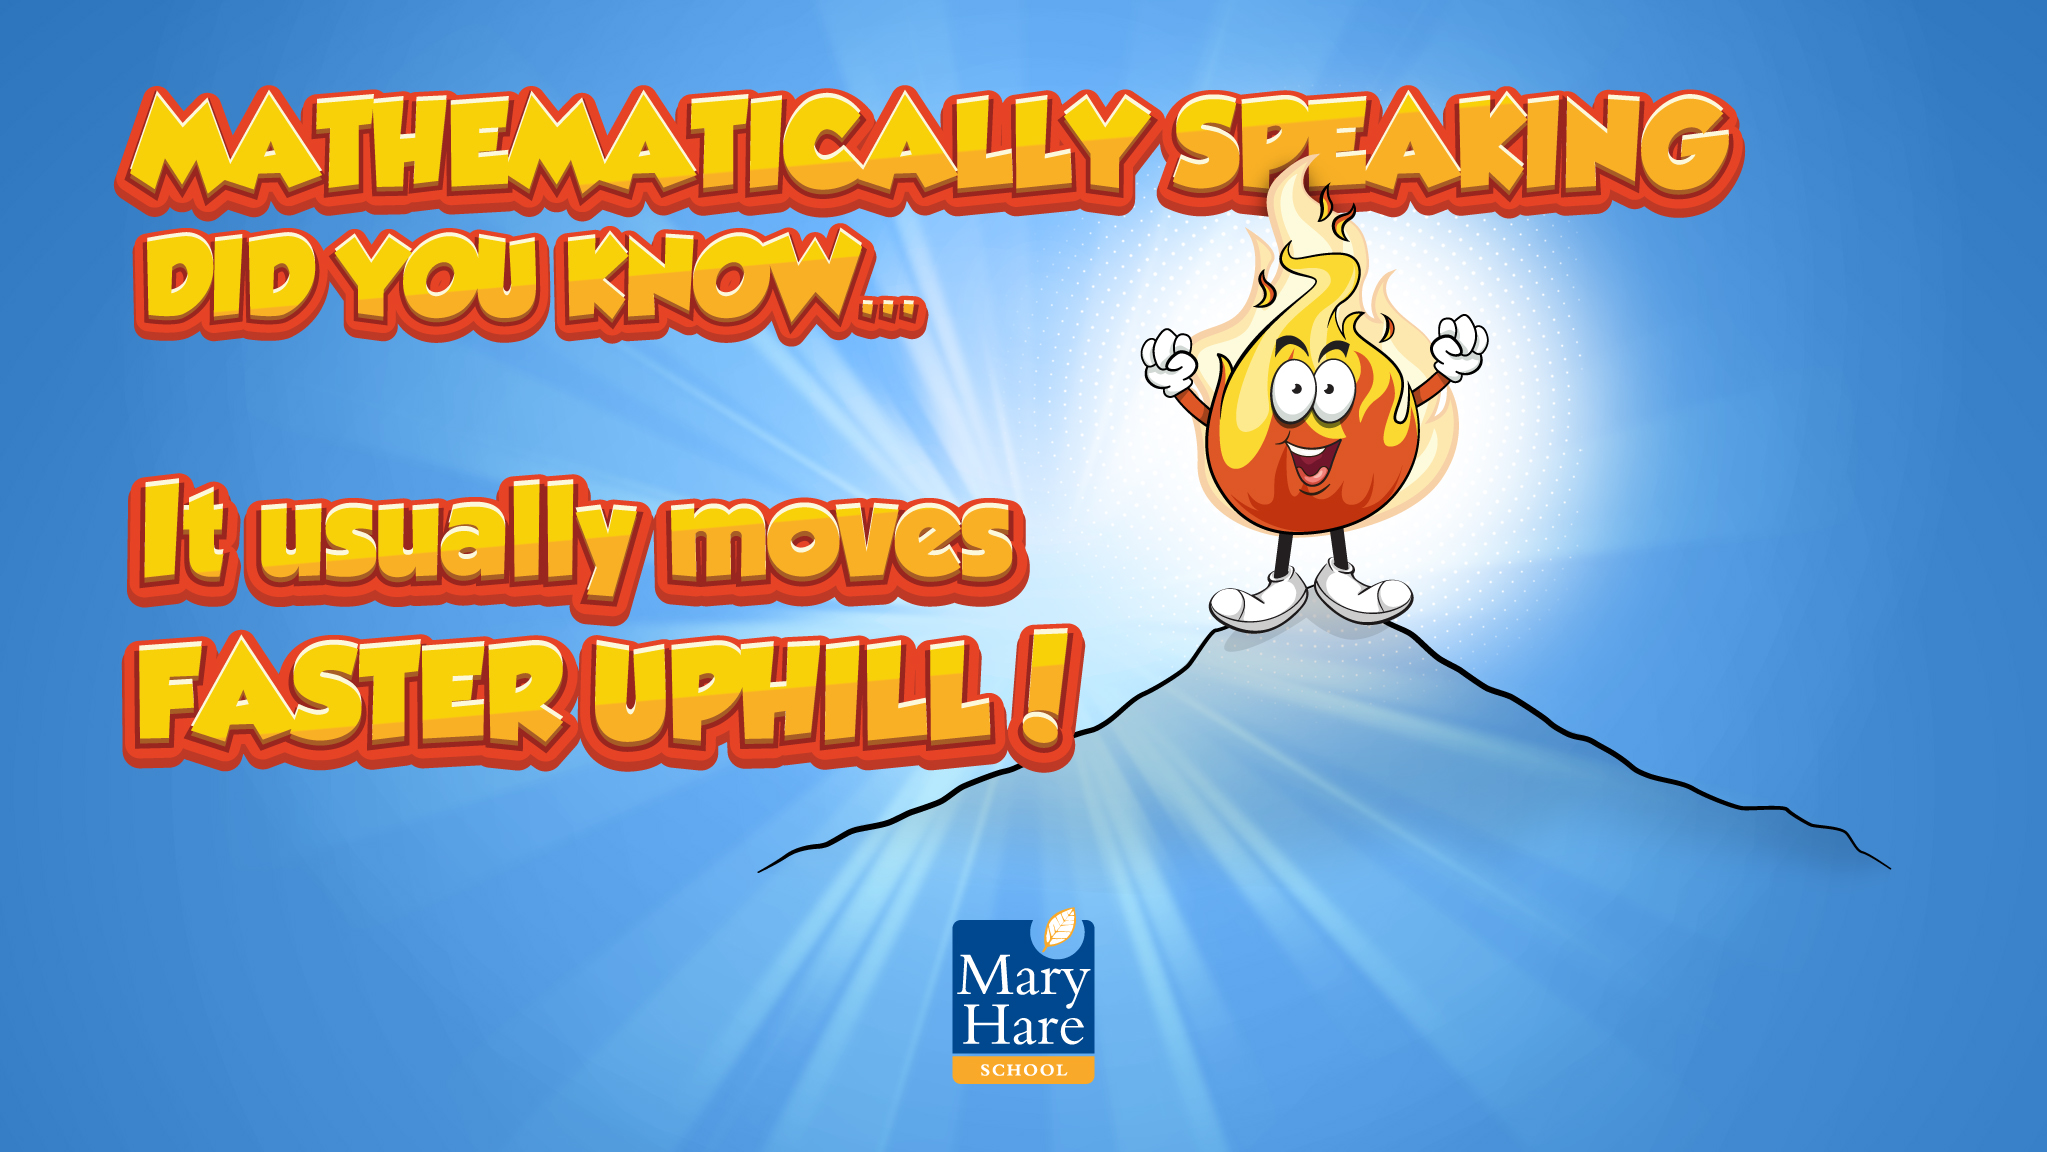 MATHEMATICALLY SPEAKING
DID YOU KNOW...
It usually moves
FASTER UPHILL!
Mary
Hare
SCHOOL